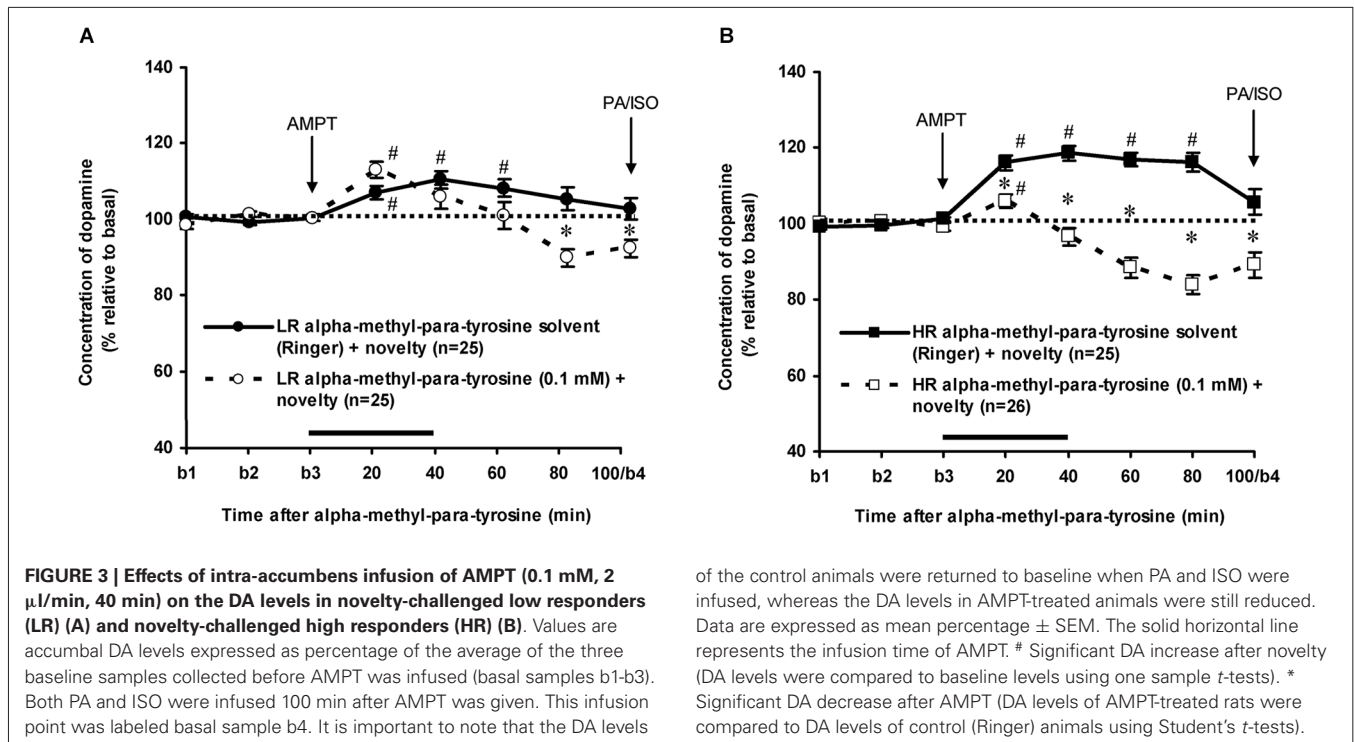 A
140
120
100
80
60
40
Concentration of dopamine
(% relative to basal)
AMPT
PA/ISO
#
#
#
#
*
*
LR alpha-methyl-para-tyrosine solvent
(Ringer) + novelty (n=25)
LR alpha-methyl-para-tyrosine (0.1 mM) +
novelty (n=25)
b1 b2 b3 20 40 60 80 100/b4
Time after alpha-methyl-para-tyrosine (min)
B
140
120
100
80
60
40
Concentration of dopamine
(% relative to basal)
AMPT
PA/ISO
# # # #
* #
* * * *
HR alpha-methyl-para-tyrosine solvent
(Ringer) + novelty (n=25)
HR alpha-methyl-para-tyrosine (0.1 mM) +
novelty (n=26)
b1 b2 b3 20 40 60 80 100/b4
Time after alpha-methyl-para-tyrosine (min)
FIGURE 3 | Effects of intra-accumbens infusion of AMPT (0.1 mM, 2
μl/min, 40 min) on the DA levels in novelty-challenged low responders
(LR) (A) and novelty-challenged high responders (HR) (B). Values are
accumbal DA levels expressed as percentage of the average of the three
baseline samples collected before AMPT was infused (basal samples b1-b3).
Both PA and ISO were infused 100 min after AMPT was given. This infusion
point was labeled basal sample b4. It is important to note that the DA levels
of the control animals were returned to baseline when PA and ISO were
infused, whereas the DA levels in AMPT-treated animals were still reduced.
Data are expressed as mean percentage ± SEM. The solid horizontal line
represents the infusion time of AMPT. # Significant DA increase after novelty
(DA levels were compared to baseline levels using one sample t-tests). *
Significant DA decrease after AMPT (DA levels of AMPT-treated rats were
compared to DA levels of control (Ringer) animals using Student's t-tests).